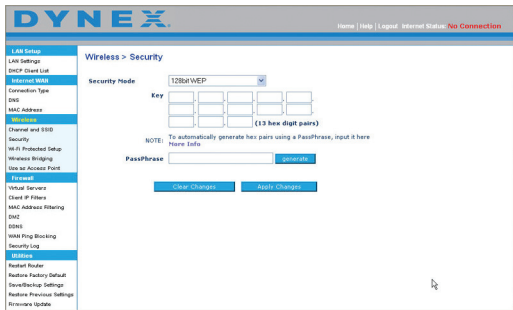 DYNEX
Home | Help | Logout Internet Status: No Connection
LAN Setup
LAN Settings
DHCP Client List
Internet WAN
Connection Type
DNS
MAC Address
Wireless
Channel and SSID
Security
Wi-Fi Protected Setup
Wireless Bridging
Use as Access Point
Firewall
Virtual Servers
Client IP Filters
MAC Address Filtering
DMZ
DDNS
WAN Ping Blocking
Security Log
Utilities
Restart Router
Restore Factory Default
Save/Backup Settings
Restore Previous Settings
Firmware Update
Wireless > Security
Security Mode 128bit WEP
Key
(13 hex digit pairs)
NOTE: To automatically generate hex pairs using a PassPhrase, input it here
More Info
PassPhrase generate
Clear Changes Apply Changes